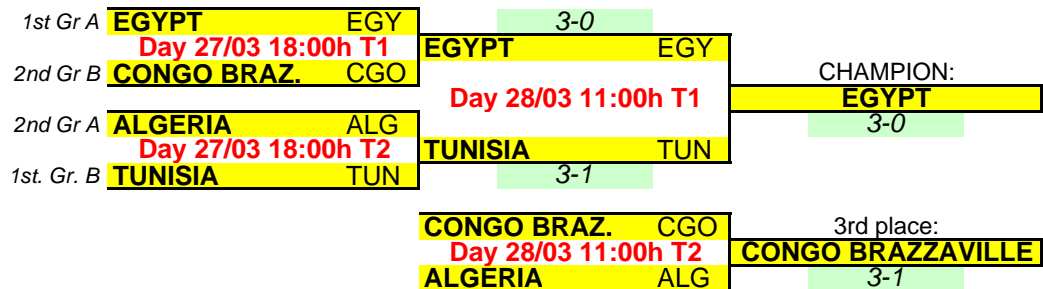 1st Gr A EGYPT EGY 3-0
Day 27/03 18:00h T1 EGYPT EGY
2nd Gr B CONGO BRAZ. CGO CHAMPION:
Day 28/03 11:00h T1 EGYPT
2nd Gr A ALGERIA ALG 3-0
Day 27/03 18:00h T2 TUNISIA TUN
1st. Gr. B TUNISIA TUN 3-1
CONGO BRAZ. CGO 3rd place:
Day 28/03 11:00h T2 CONGO BRAZZAVILLE
ALGERIA ALG 3-1